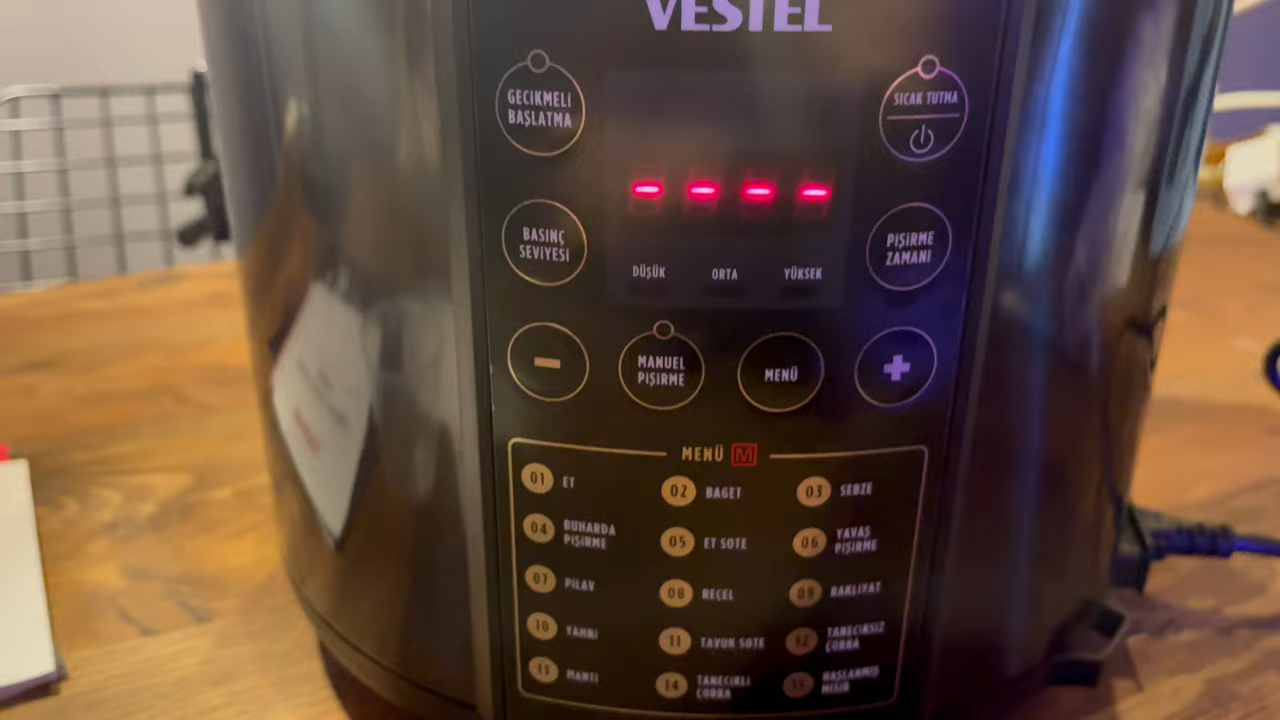 VESTEL
GECİKMELİ
BAŞLATMA
SICAK TUTMA
BASINÇ
SEVİYESİ
PİŞİRME
ZAMANI
DÜŞÜK ORTA YÜKSEK
MANUEL
PİŞİRME
MENÜ
MENÜ M
01 ET
02 BAGET
03 SEBZE
04 BUHARDA
PİŞİRME
05 ET SOTE
06 YAVAŞ
PİŞİRME
07 PİLAV
08 REÇEL
09 BAKLİYAT
10 YAHNİ
11 TAVUK SOTE
12 TANECİKSİZ
ÇORBA
13 MANTI
14 TANECİKLİ
ÇORBA
15 HAŞLANMIŞ
MISIR